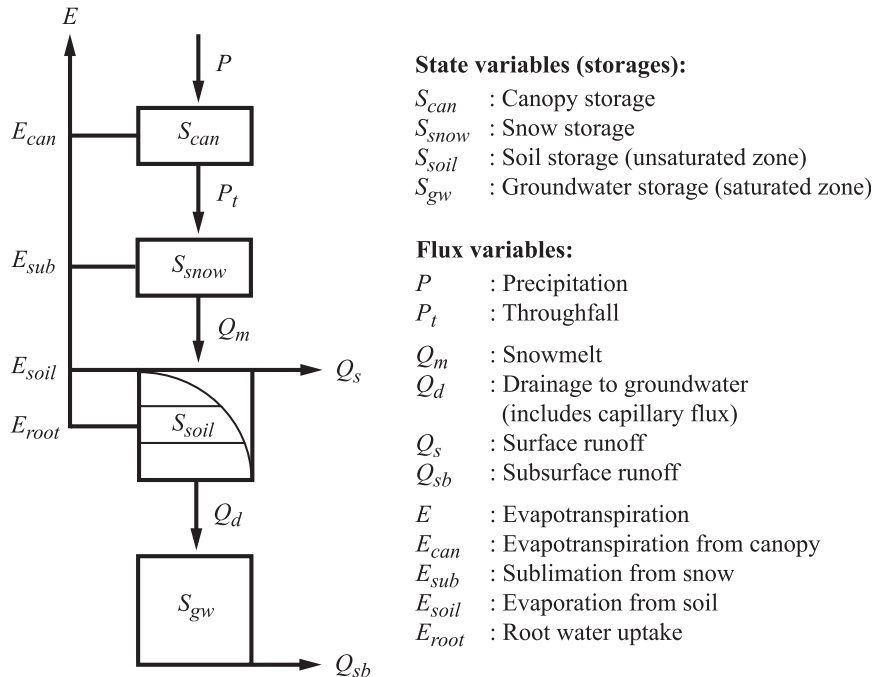 E
P
E_can
S_can
P_t
E_sub
S_snow
Q_m
E_soil
Q_s
E_root
S_soil
Q_d
S_gw
Q_sb
State variables (storages):
S_can : Canopy storage
S_snow : Snow storage
S_soil : Soil storage (unsaturated zone)
S_gw : Groundwater storage (saturated zone)
Flux variables:
P : Precipitation
P_t : Throughfall
Q_m : Snowmelt
Q_d : Drainage to groundwater
(includes capillary flux)
Q_s : Surface runoff
Q_sb : Subsurface runoff
E : Evapotranspiration
E_can : Evapotranspiration from canopy
E_sub : Sublimation from snow
E_soil : Evaporation from soil
E_root : Root water uptake